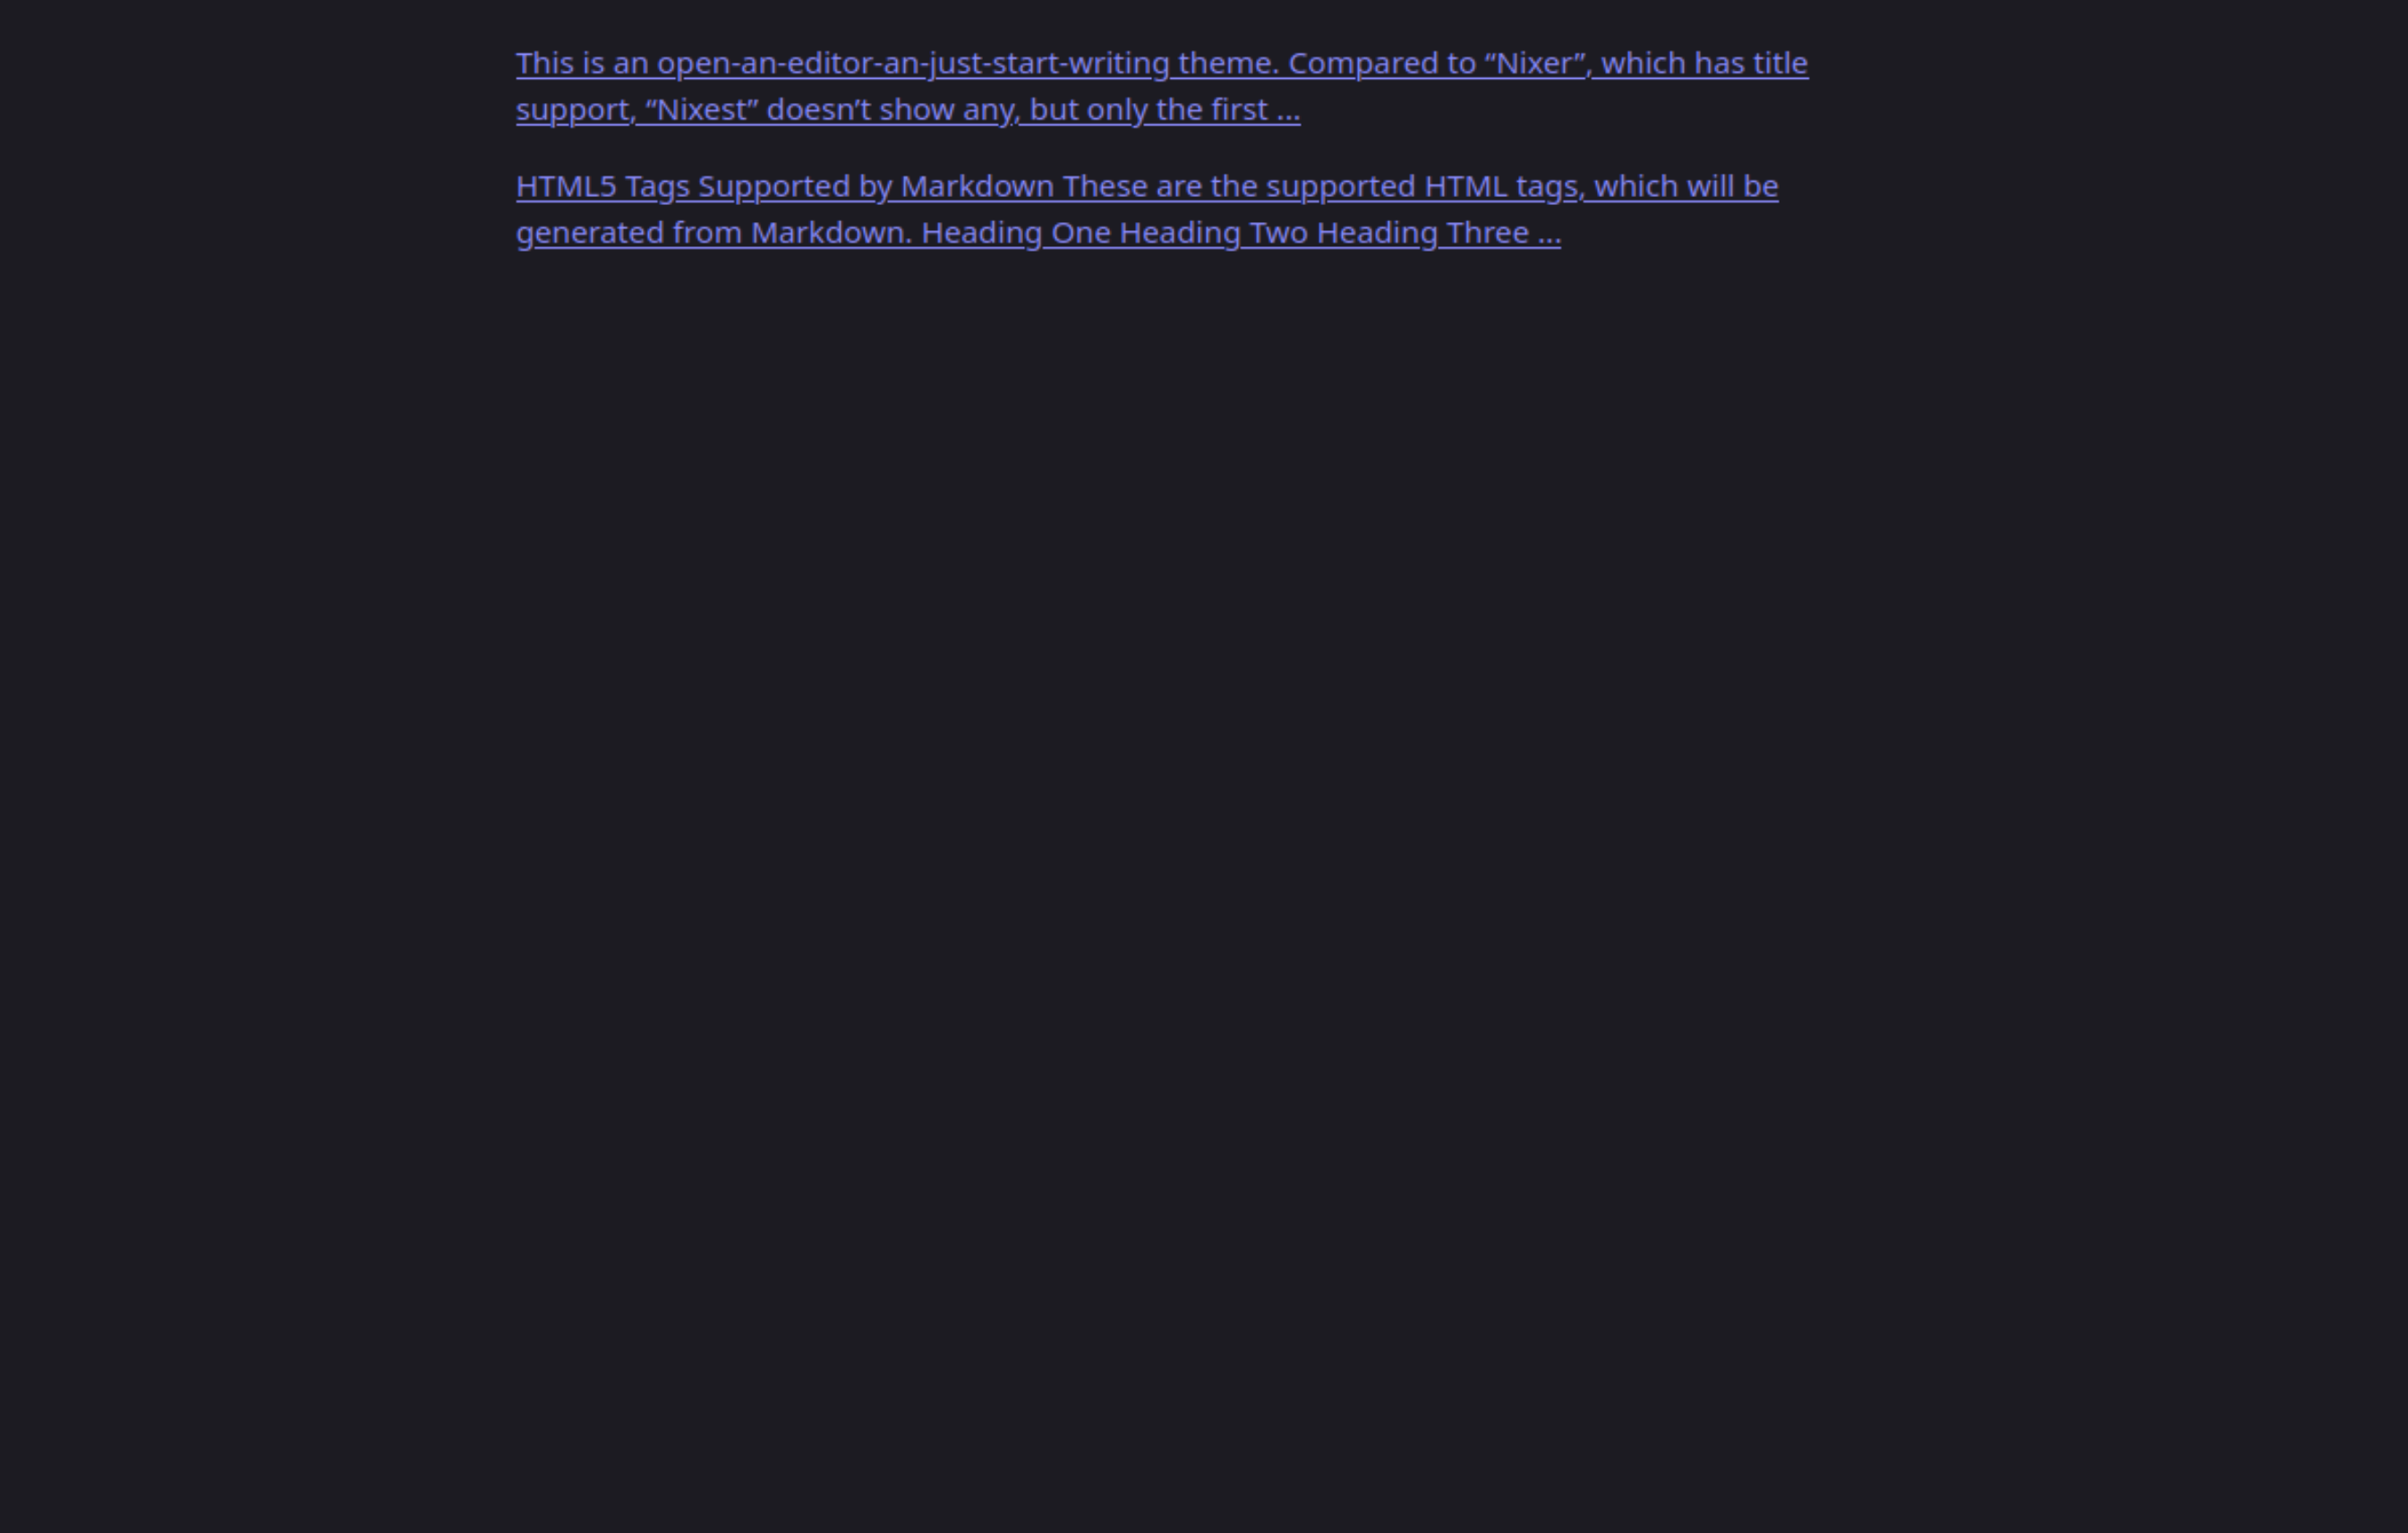 This is an open-an-editor-an-just-start-writing theme. Compared to “Nixer”, which has title
support, “Nixest” doesn’t show any, but only the first ...
HTML5 Tags Supported by Markdown These are the supported HTML tags, which will be
generated from Markdown. Heading One Heading Two Heading Three ...